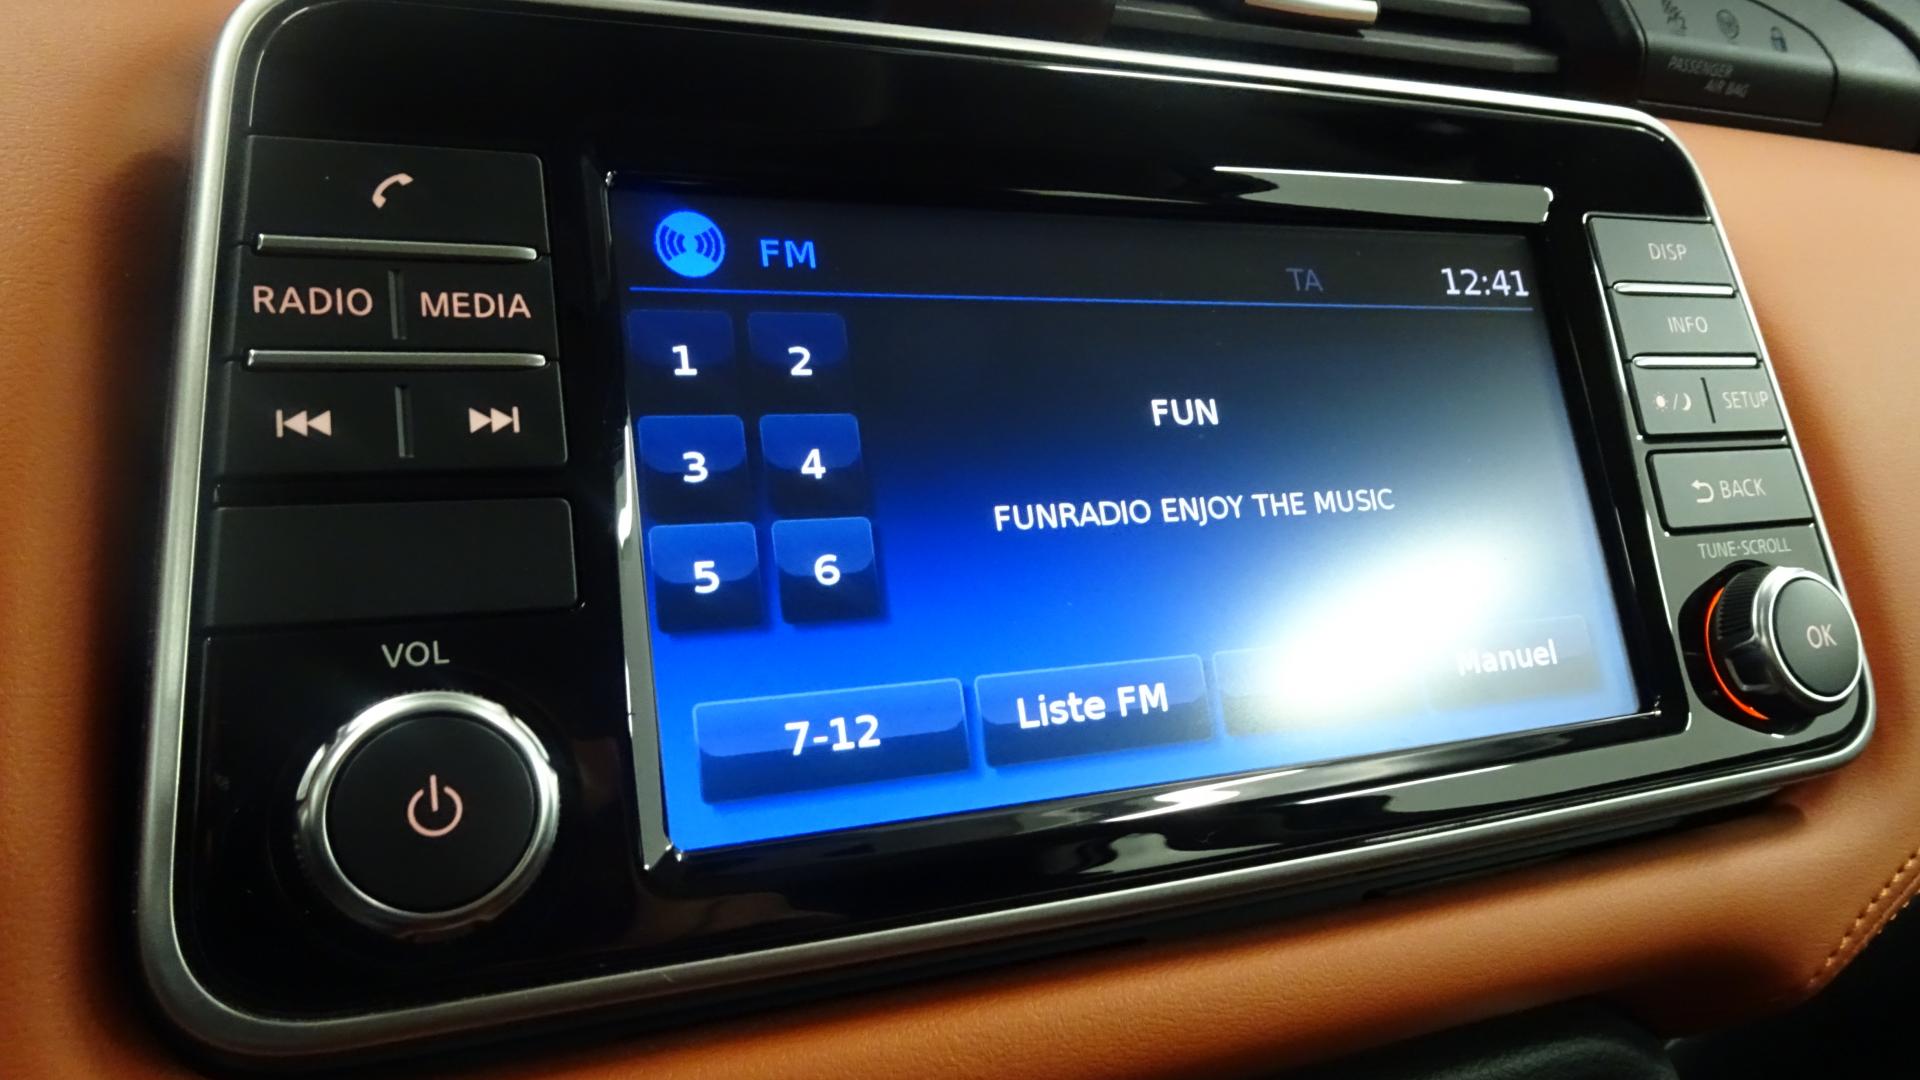 PASSENGER
AIR BAG
RADIO
MEDIA
VOL
FM
TA
12:41
1
2
3
4
5
6
FUN
FUNRADIO ENJOY THE MUSIC
7-12
Liste FM
Manuel
DISP
INFO
SETUP
BACK
TUNE·SCROLL
OK